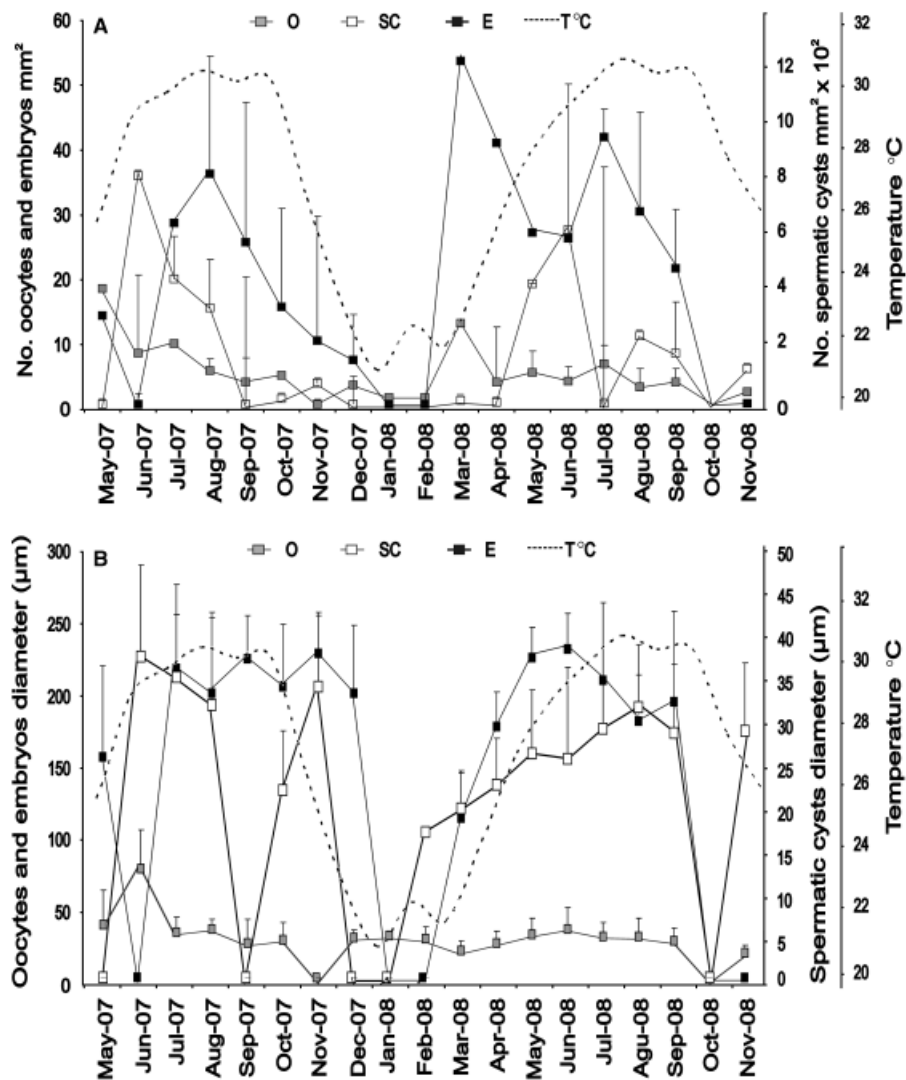 A
O SC E T°C
No. oocytes and embryos mm²
60
50
40
30
20
10
0
No. spermatic cysts mm² x 10²
12
10
8
6
4
2
0
Temperature °C
32
30
28
26
24
22
20
May-07
Jun-07
Jul-07
Aug-07
Sep-07
Oct-07
Nov-07
Dec-07
Jan-08
Feb-08
Mar-08
Apr-08
May-08
Jun-08
Jul-08
Agu-08
Sep-08
Oct-08
Nov-08
B
O SC E T°C
Oocytes and embryos diameter (µm)
300
250
200
150
100
50
0
Spermatic cysts diameter (µm)
50
45
40
35
30
25
20
15
10
5
0
Temperature °C
32
30
28
26
24
22
20
May-07
Jun-07
Jul-07
Aug-07
Sep-07
Oct-07
Nov-07
Dec-07
Jan-08
Feb-08
Mar-08
Apr-08
May-08
Jun-08
Jul-08
Agu-08
Sep-08
Oct-08
Nov-08